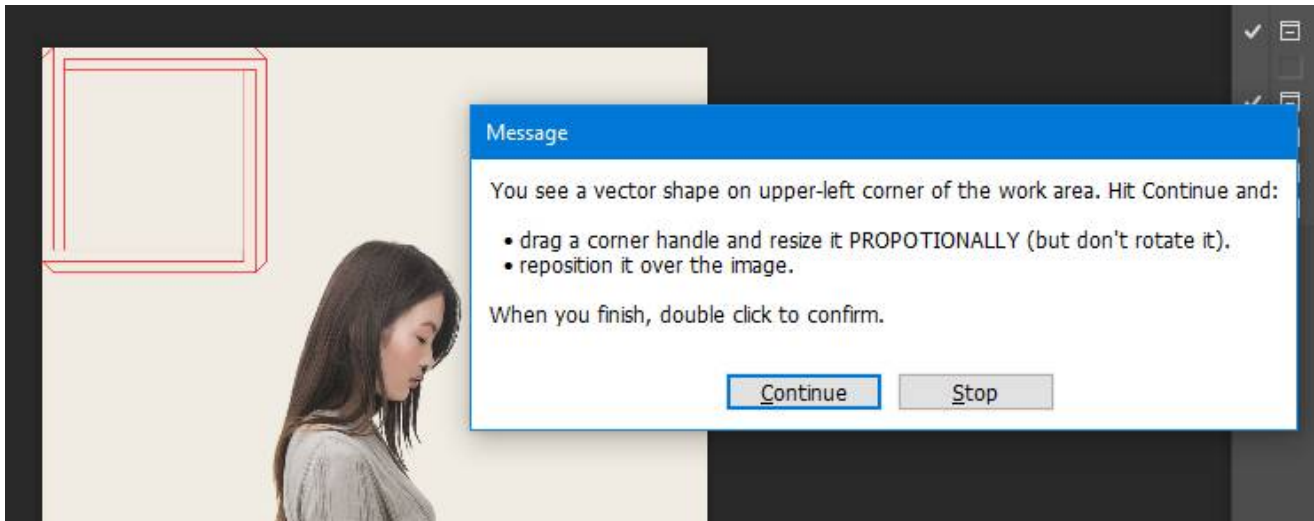 Message
You see a vector shape on upper-left corner of the work area. Hit Continue and:
• drag a corner handle and resize it PROPOTIONALLY (but don't rotate it).
• reposition it over the image.
When you finish, double click to confirm.
Continue
Stop